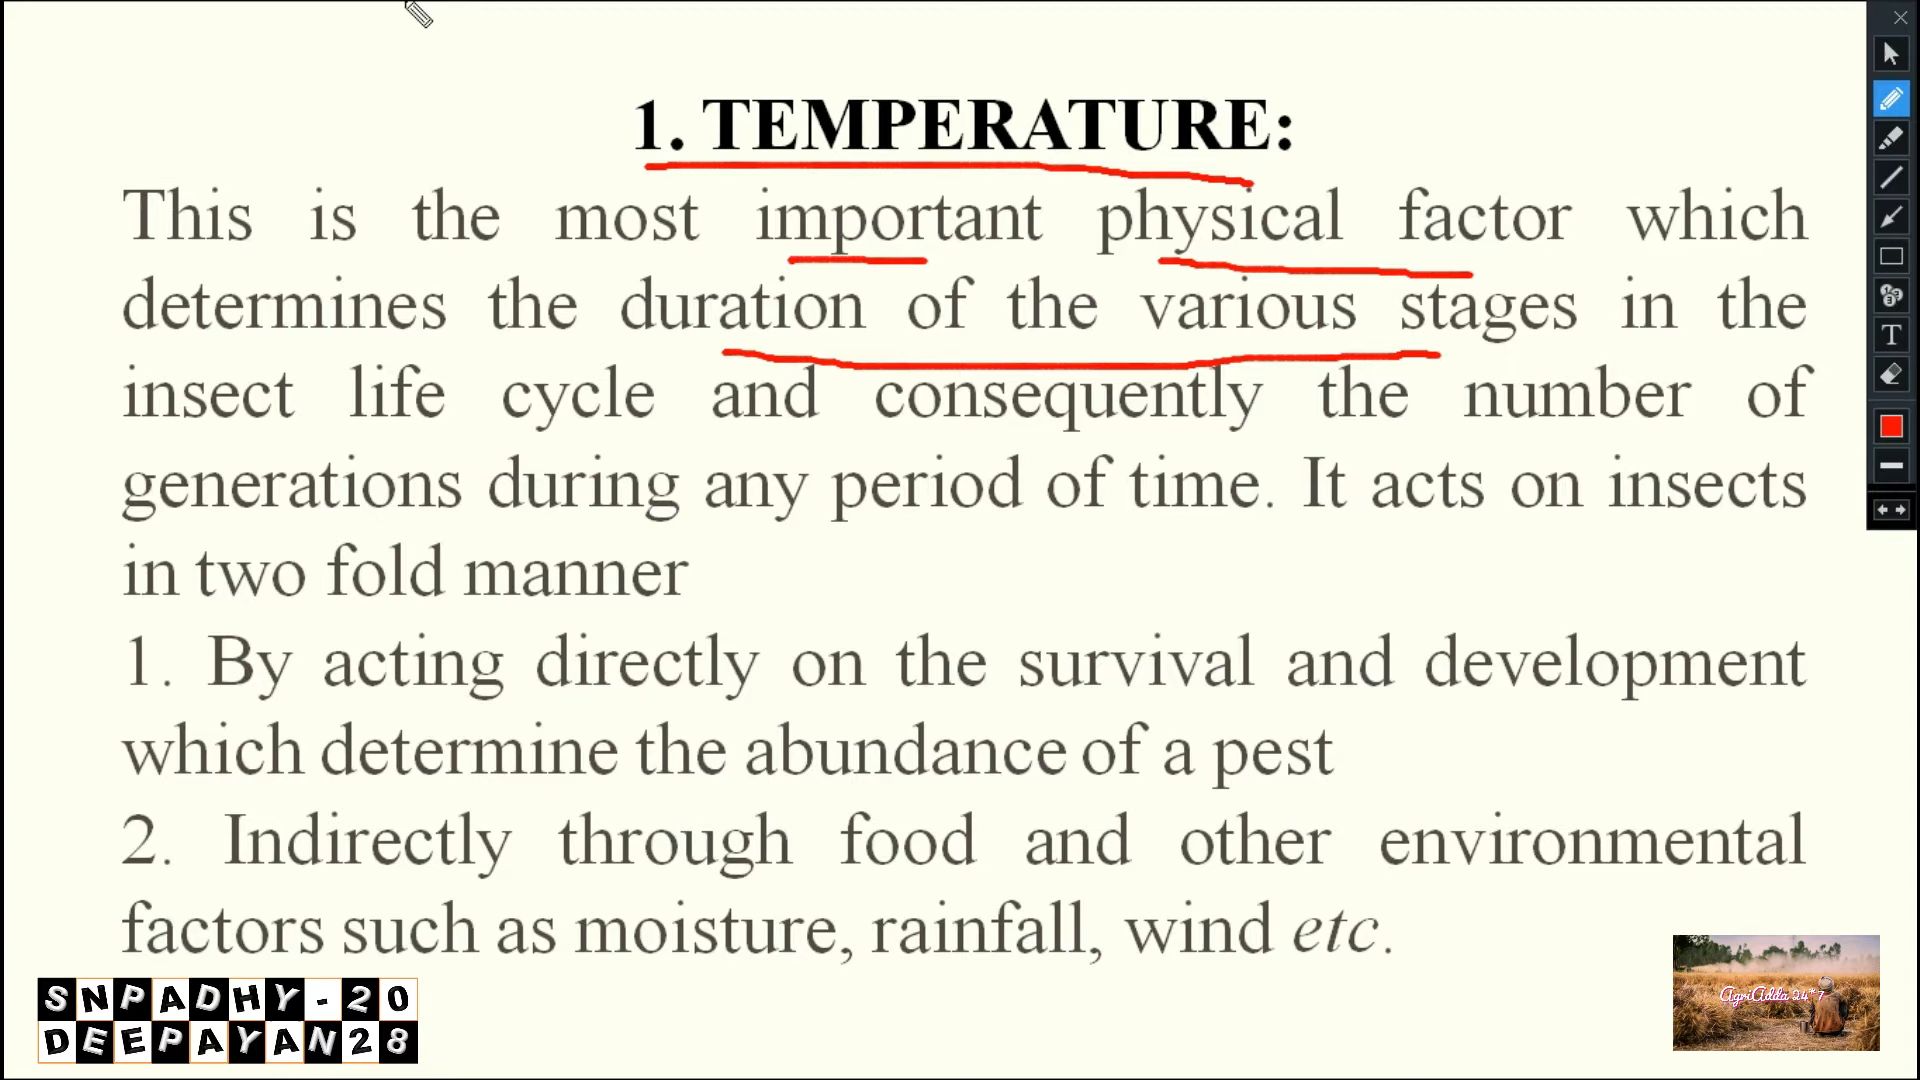 1. TEMPERATURE:
This is the most important physical factor which
determines the duration of the various stages in the
insect life cycle and consequently the number of
generations during any period of time. It acts on insects
in two fold manner
1. By acting directly on the survival and development
which determine the abundance of a pest
2. Indirectly through food and other environmental
factors such as moisture, rainfall, wind etc.
SNPADHY-20
DEEPAYAN28
AgriAdda 24*7
T